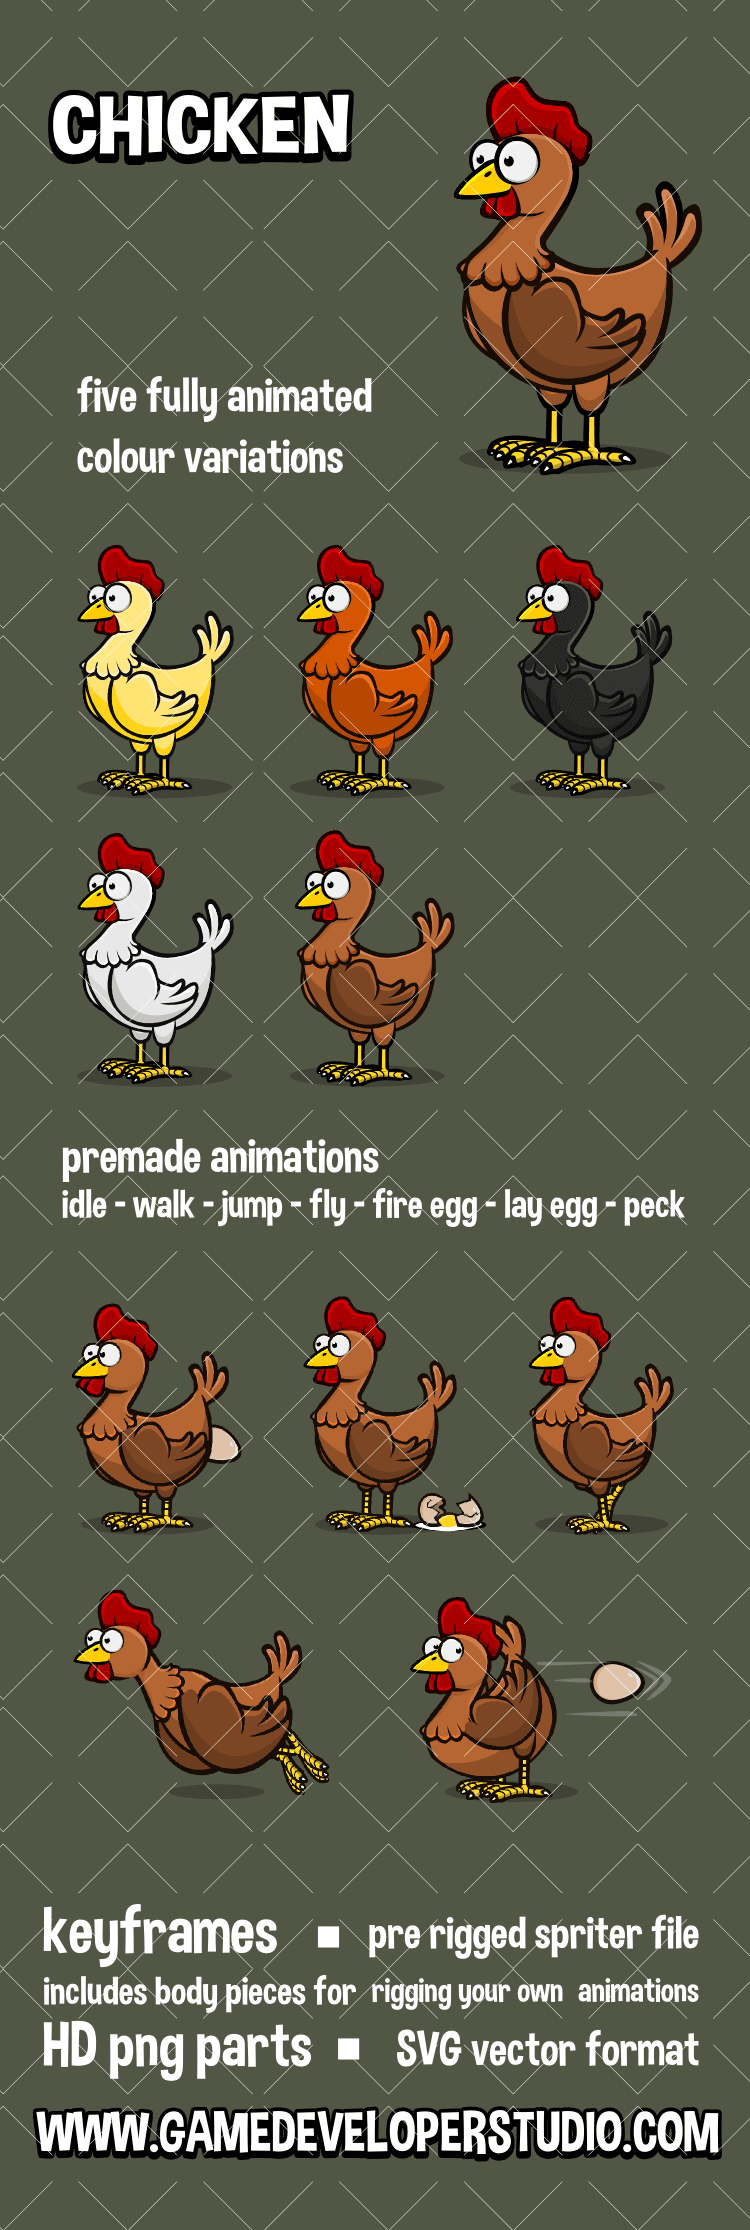 CHICKEN
five fully animated
colour variations
premade animations
idle - walk - jump - fly - fire egg - lay egg - peck
keyframes ■ pre rigged spriter file
includes body pieces for rigging your own animations
HD png parts ■ SVG vector format
WWW.GAMEDEVELOPERSTUDIO.COM